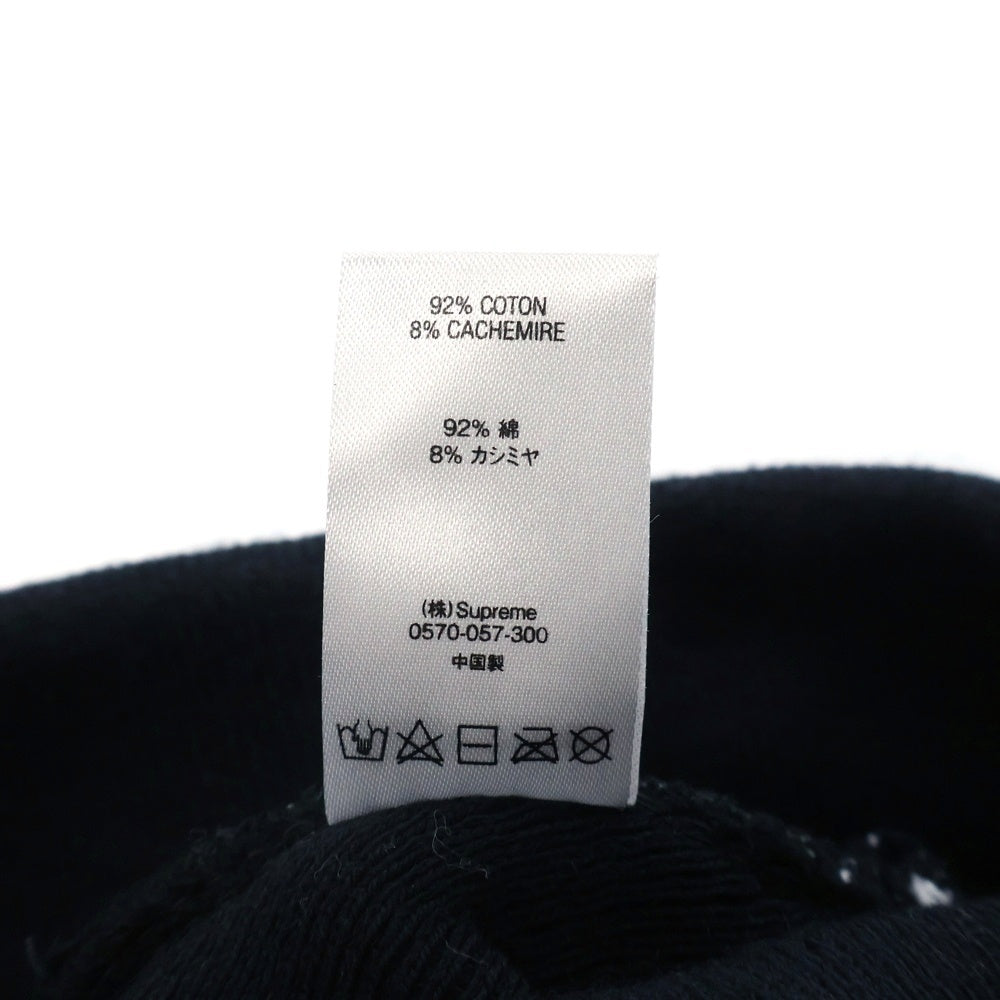 92% COTON
8% CACHEMIRE
92% 綿
8% カシミヤ
(株)Supreme
0570-057-300
中国製